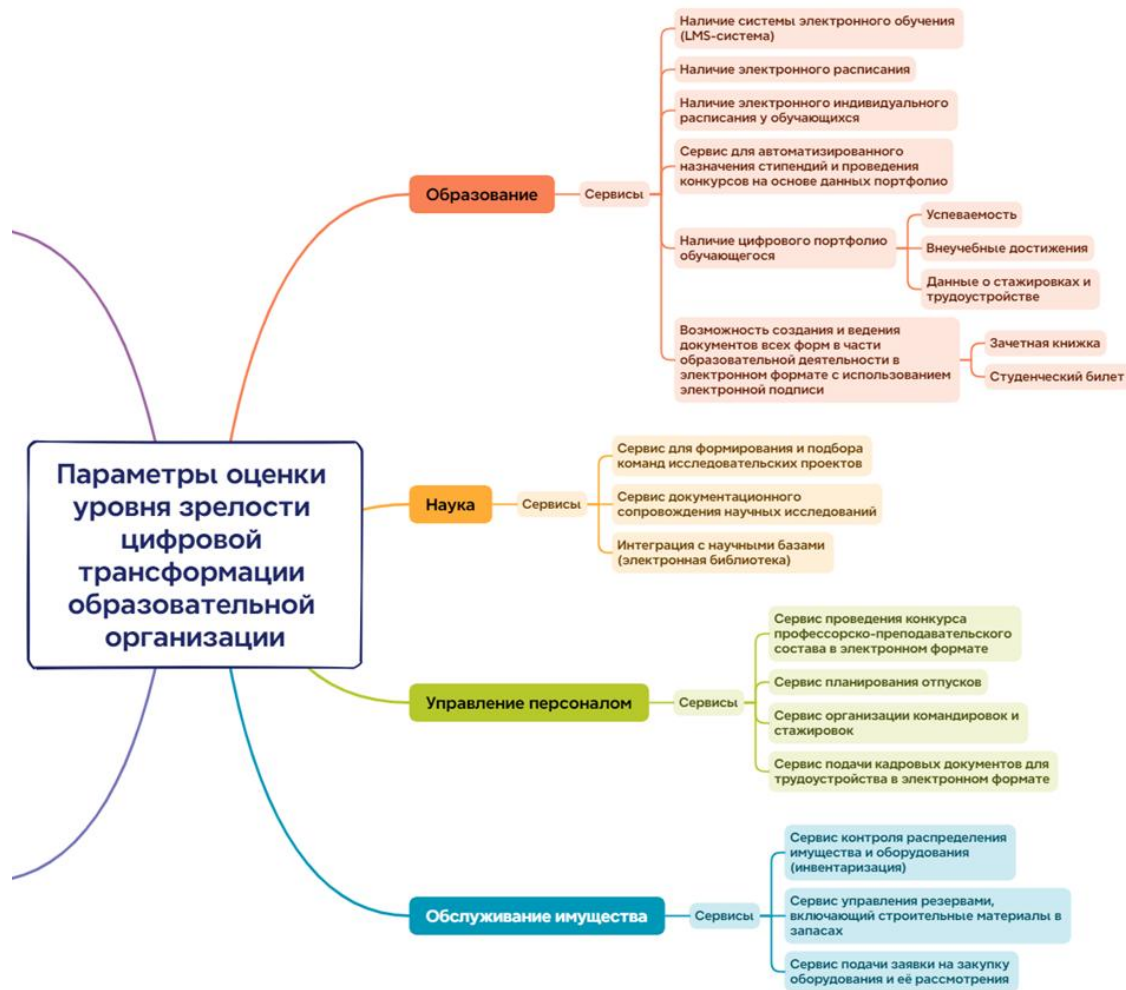 Параметры оценки
уровня зрелости
цифровой
трансформации
образовательной
организации
Образование
Сервисы
Наличие системы электронного обучения
(LMS-система)
Наличие электронного расписания
Наличие электронного индивидуального
расписания у обучающихся
Сервис для автоматизированного
назначения стипендий и проведения
конкурсов на основе данных портфолио
Наличие цифрового портфолио
обучающегося
Успеваемость
Внеучебные достижения
Данные о стажировках и
трудоустройстве
Возможность создания и ведения
документов всех форм в части
образовательной деятельности в
электронном формате с использованием
электронной подписи
Зачетная книжка
Студенческий билет
Наука
Сервисы
Сервис для формирования и подбора
команд исследовательских проектов
Сервис документационного
сопровождения научных исследований
Интеграция с научными базами
(электронная библиотека)
Управление персоналом
Сервисы
Сервис проведения конкурса
профессорско-преподавательского
состава в электронном формате
Сервис планирования отпусков
Сервис организации командировок и
стажировок
Сервис подачи кадровых документов для
трудоустройства в электронном формате
Обслуживание имущества
Сервисы
Сервис контроля распределения
имущества и оборудования
(инвентаризация)
Сервис управления резервами,
включающий строительные материалы в
запасах
Сервис подачи заявки на закупку
оборудования и её рассмотрения